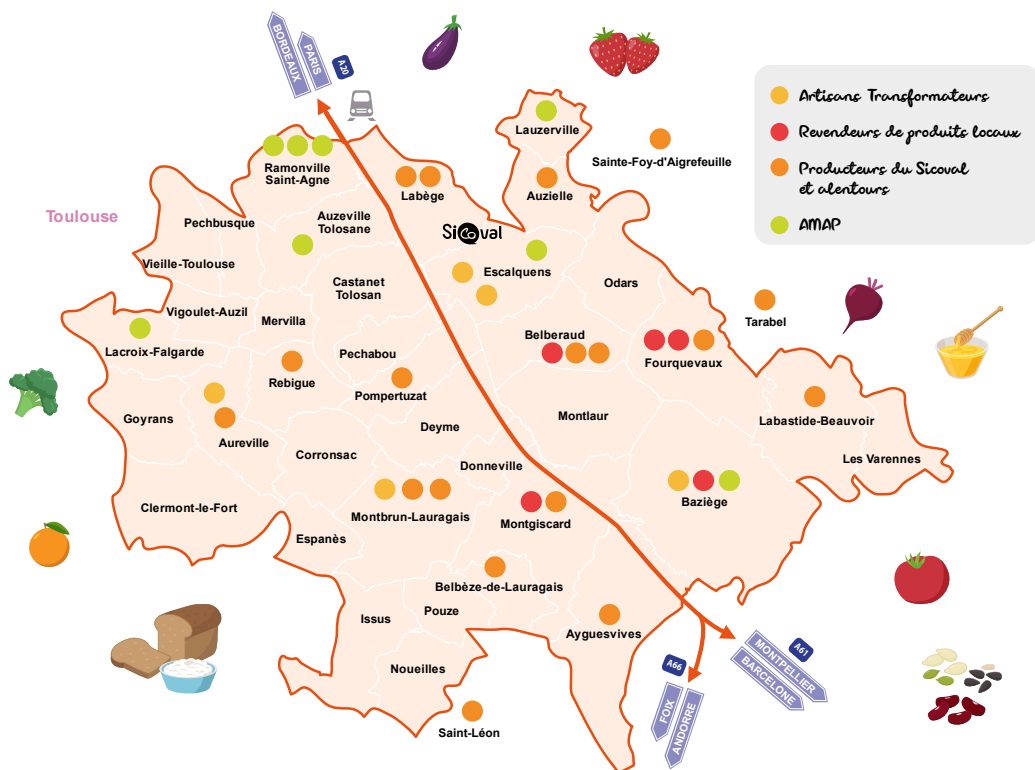 BORDEAUX
PARIS
A20
Artisans Transformateurs
Revendeurs de produits locaux
Producteurs du Sicoval
et alentours
AMAP
Lauzerville
Sainte-Foy-d'Aigrefeuille
Ramonville
Saint-Agne
Labège
Auzielle
Toulouse
Pechbusque
Auzeville
Tolosane
Sicoval
Vieille-Toulouse
Escalquens
Castanet
Tolosan
Odars
Vigoulet-Auzil
Mervilla
Tarabel
Belberaud
Lacroix-Falgarde
Pechabou
Fourquevaux
Rebigue
Pompertuzat
Goyrans
Montlaur
Labastide-Beauvoir
Aureville
Deyme
Corronsac
Les Varennes
Donneville
Baziège
Clermont-le-Fort
Montbrun-Lauragais
Montgiscard
Espanès
Belbèze-de-Lauragais
Issus
Pouze
Ayguesvives
Noueilles
A61
MONTPELLIER
BARCELONE
A66
FOIX
ANDORRE
Saint-Léon